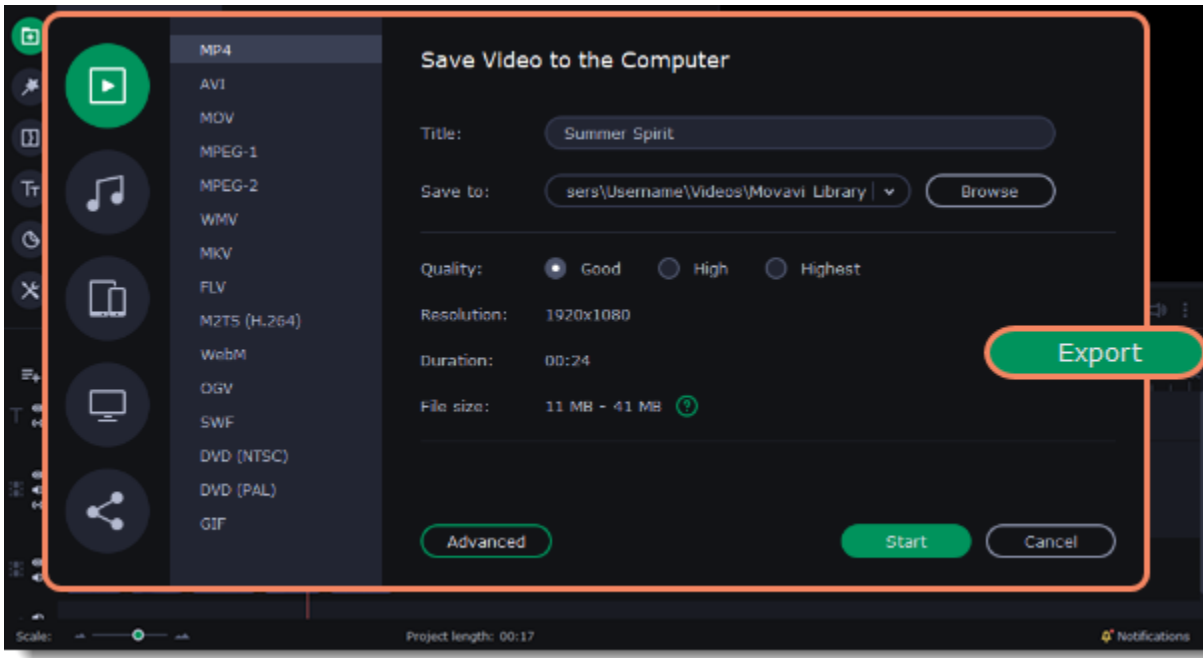 MP4
AVI
MOV
MPEG-1
MPEG-2
WMV
MKV
FLV
M2TS (H.264)
WebM
OGV
SWF
DVD (NTSC)
DVD (PAL)
GIF
Save Video to the Computer
Title: Summer Spirit
Save to: sers\Username\Videos\Movavi Library Browse
Quality: Good High Highest
Resolution: 1920x1080
Duration: 00:24
File size: 11 MB - 41 MB ?
Advanced Start Cancel
Export
Scale: Project length: 00:17 Notifications